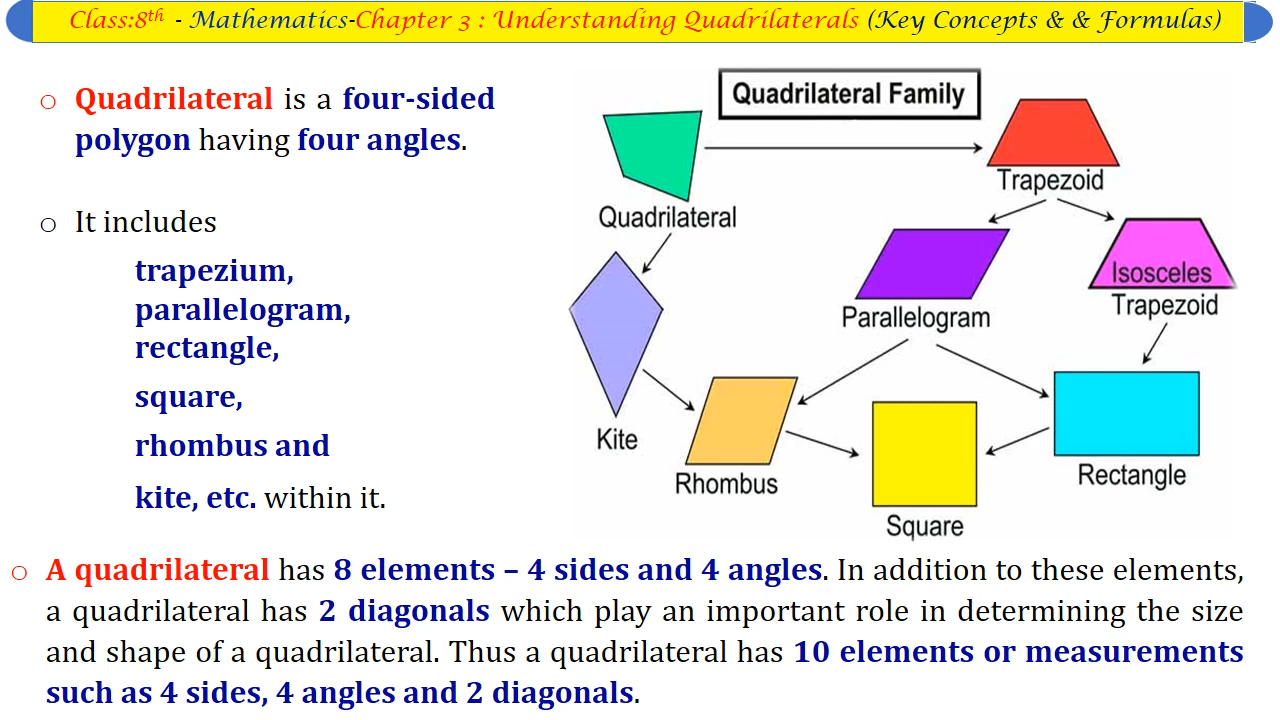 Class:8th - Mathematics-Chapter 3 : Understanding Quadrilaterals (Key Concepts & & Formulas)
○ Quadrilateral is a four-sided
polygon having four angles.
○ It includes
trapezium,
parallelogram,
rectangle,
square,
rhombus and
kite, etc. within it.
Quadrilateral Family
Trapezoid
Quadrilateral
Isosceles
Trapezoid
Parallelogram
Kite
Rhombus
Rectangle
Square
○ A quadrilateral has 8 elements – 4 sides and 4 angles. In addition to these elements,
a quadrilateral has 2 diagonals which play an important role in determining the size
and shape of a quadrilateral. Thus a quadrilateral has 10 elements or measurements
such as 4 sides, 4 angles and 2 diagonals.